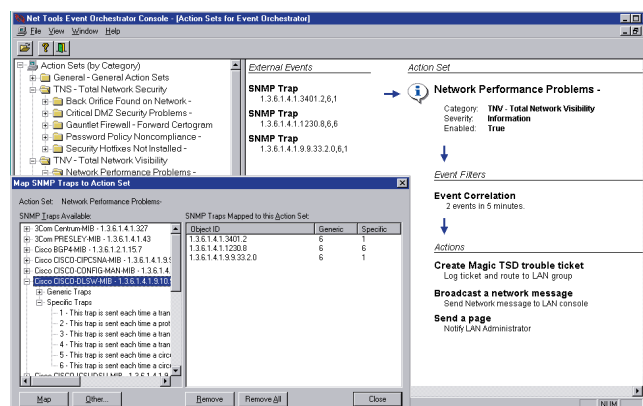 Net Tools Event Orchestrator Console - [Action Sets for Event Orchestrator]
File View Window Help
Action Sets (by Category)
General - General Action Sets
TNS - Total Network Security
Back Orifice Found on Network -
Critical DMZ Security Problems -
Gauntlet Firewall - Forward Certogram
Password Policy Noncompliance -
Security Hotfixes Not Installed -
TNV - Total Network Visibility
Network Performance Problems -
External Events
SNMP Trap
1.3.6.1.4.1.3401.2,6,1
SNMP Trap
1.3.6.1.4.1.1230.8,6,6
SNMP Trap
1.3.6.1.4.1.9.9.33.2.0,6,1
Action Set
Network Performance Problems -
Category: TNV - Total Network Visibility
Severity: Information
Enabled: True
Event Filters
Event Correlation
2 events in 5 minutes.
Actions
Create Magic TSD trouble ticket
Log ticket and route to LAN group
Broadcast a network message
Send Network message to LAN console
Send a page
Notify LAN Administrator
NUM
Map SNMP Traps to Action Set
Action Set: Network Performance Problems-
SNMP Traps Available:
3Com Centrum-MIB - 1.3.6.1.4.1.327
3Com PRESLEY-MIB - 1.3.6.1.4.1.43
Cisco BGP4-MIB - 1.3.6.1.2.1.15.7
Cisco CISCO-CIPCSNA-MIB - 1.3.6.1.4.1.9.9
Cisco CISCO-CONFIG-MAN-MIB - 1.3.6.1.4.
Cisco CISCO-DLSW-MIB - 1.3.6.1.4.1.9.10.
Generic Traps
Specific Traps
1 - This trap is sent each time a tran
2 - This trap is sent each time a prot
3 - This trap is sent each time a tran
4 - This trap is sent each time a tran
5 - This trap is sent each time a circu
6 - This trap is sent each time a circu
SNMP Traps Mapped to this Action Set:
Object ID Generic Specific
1.3.6.1.4.1.3401.2 6 1
1.3.6.1.4.1.1230.8 6 6
1.3.6.1.4.1.9.9.33.2.0 6 1
Map Other... Remove Remove All Close